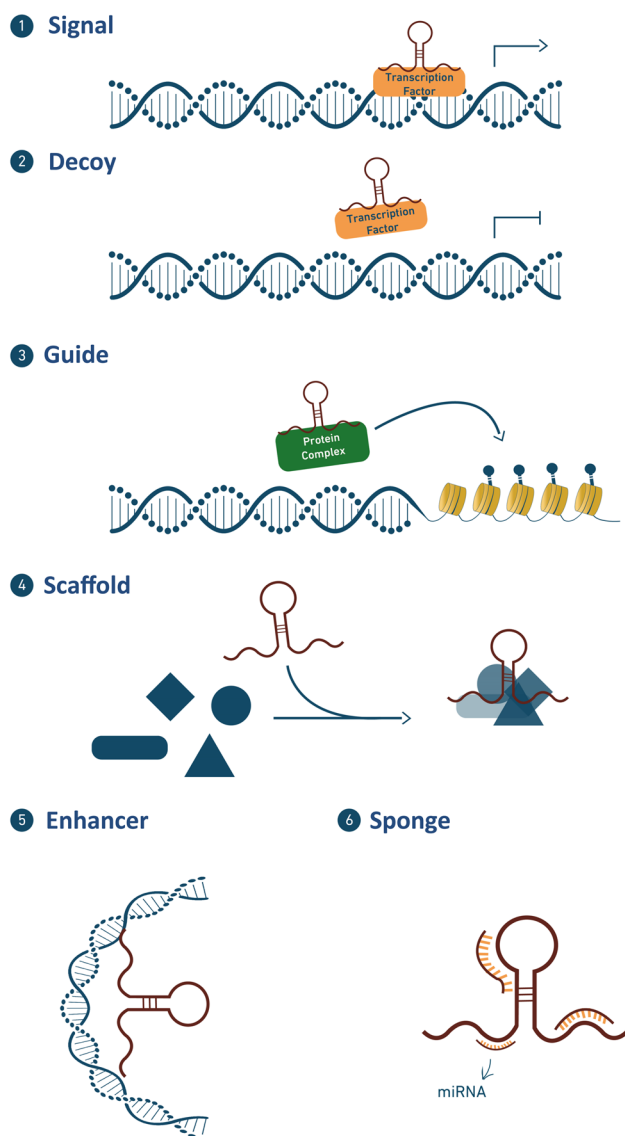 1 Signal
Transcription
Factor
2 Decoy
Transcription
Factor
3 Guide
Protein
Complex
4 Scaffold
5 Enhancer
6 Sponge
miRNA